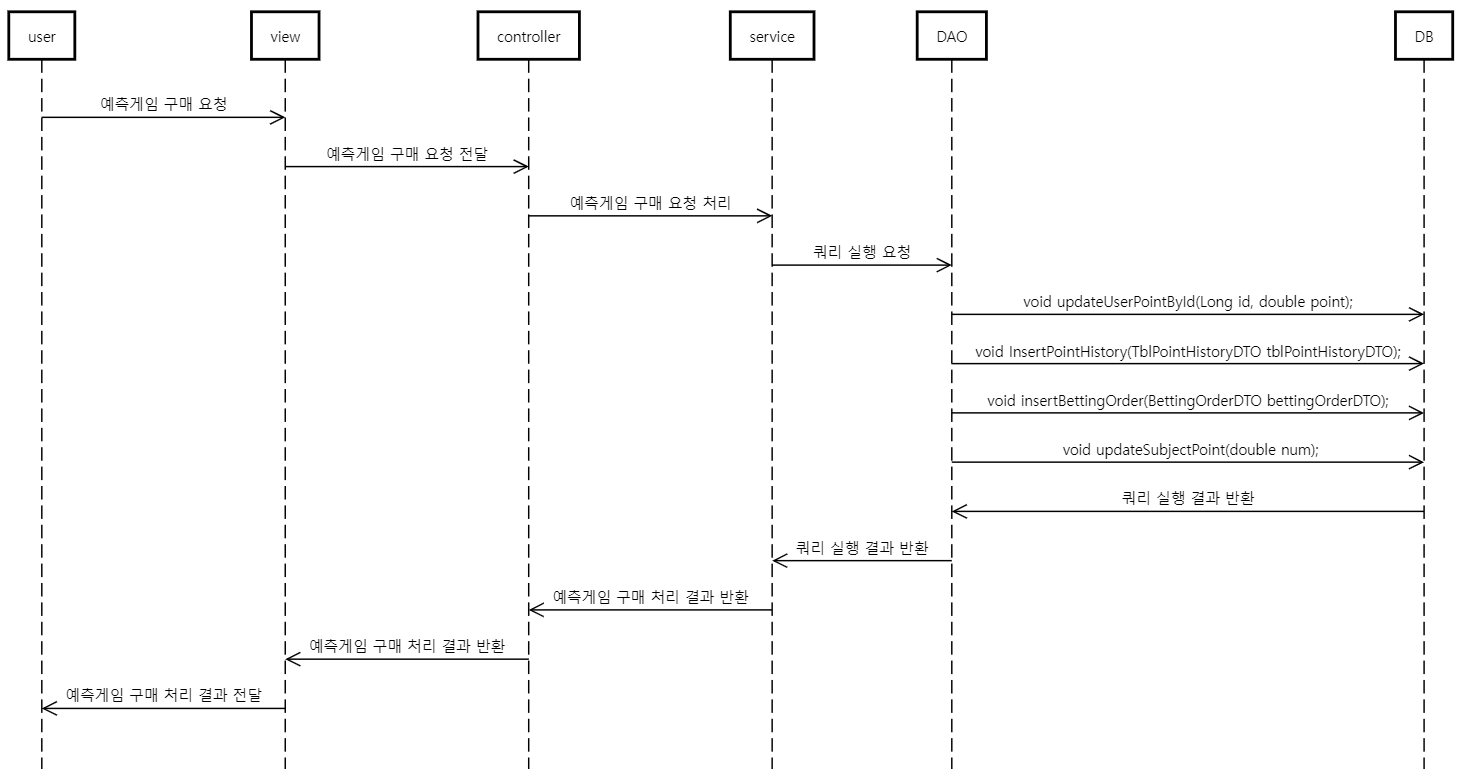 user
view
controller
service
DAO
DB
예측게임 구매 요청
예측게임 구매 요청 전달
예측게임 구매 요청 처리
쿼리 실행 요청
void updateUserPointById(Long id, double point);
void InsertPointHistory(TblPointHistoryDTO tblPointHistoryDTO);
void insertBettingOrder(BettingOrderDTO bettingOrderDTO);
void updateSubjectPoint(double num);
쿼리 실행 결과 반환
쿼리 실행 결과 반환
예측게임 구매 처리 결과 반환
예측게임 구매 처리 결과 반환
예측게임 구매 처리 결과 전달